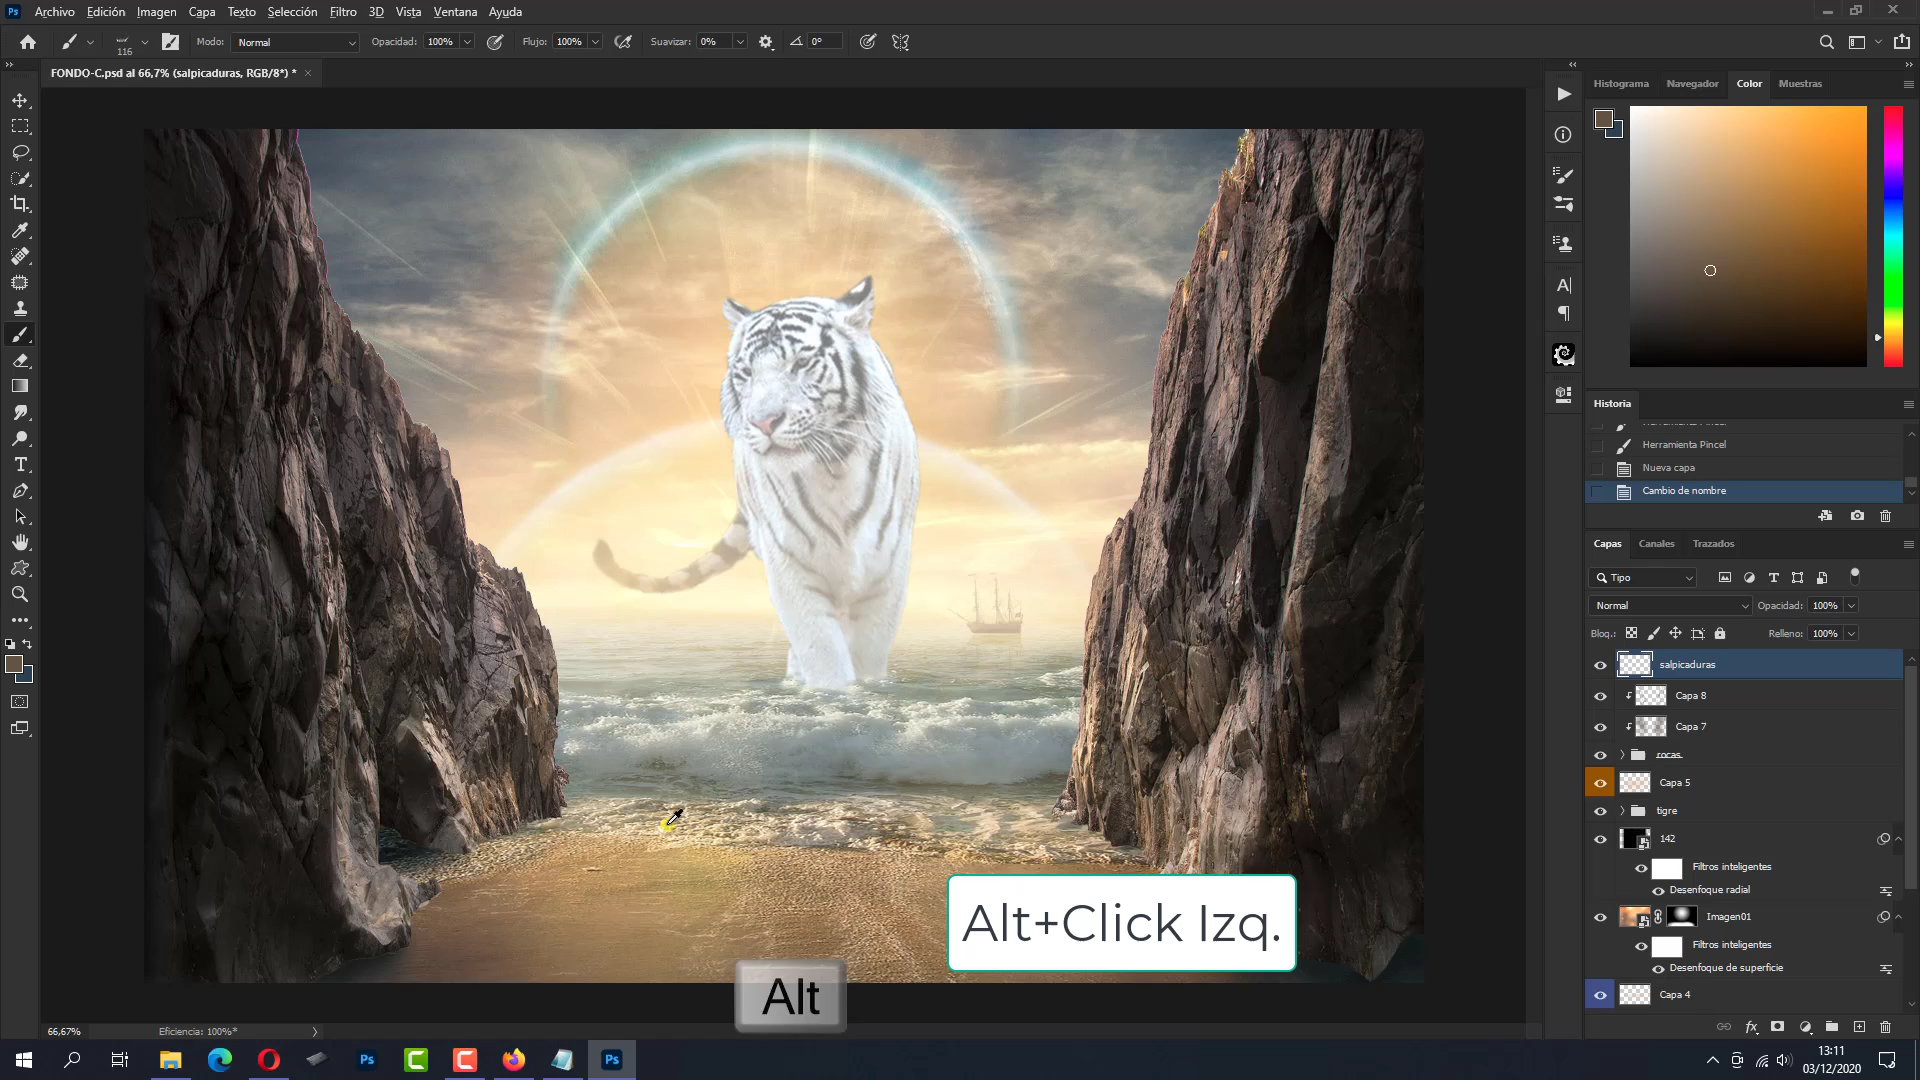 Ps Archivo Edición Imagen Capa Texto Selección Filtro 3D Vista Ventana Ayuda
116 Modo: Normal Opacidad: 100% Flujo: 100% Suavizar: 0% 0°
FONDO-C.psd al 66,7% (salpicaduras, RGB/8*) * ×
Histograma Navegador Color Muestras
Historia
Herramienta Pincel
Herramienta Pincel
Nueva capa
Cambio de nombre
Capas Canales Trazados
Tipo
Normal Opacidad: 100%
Bloq.: Relleno: 100%
salpicaduras
Capa 8
Capa 7
rocas
Capa 5
tigre
142
Filtros inteligentes
Desenfoque radial
Imagen01
Filtros inteligentes
Desenfoque de superficie
Capa 4
Alt+Click Izq.
Alt
66,67% Eficiencia: 100%*
13:11
03/12/2020